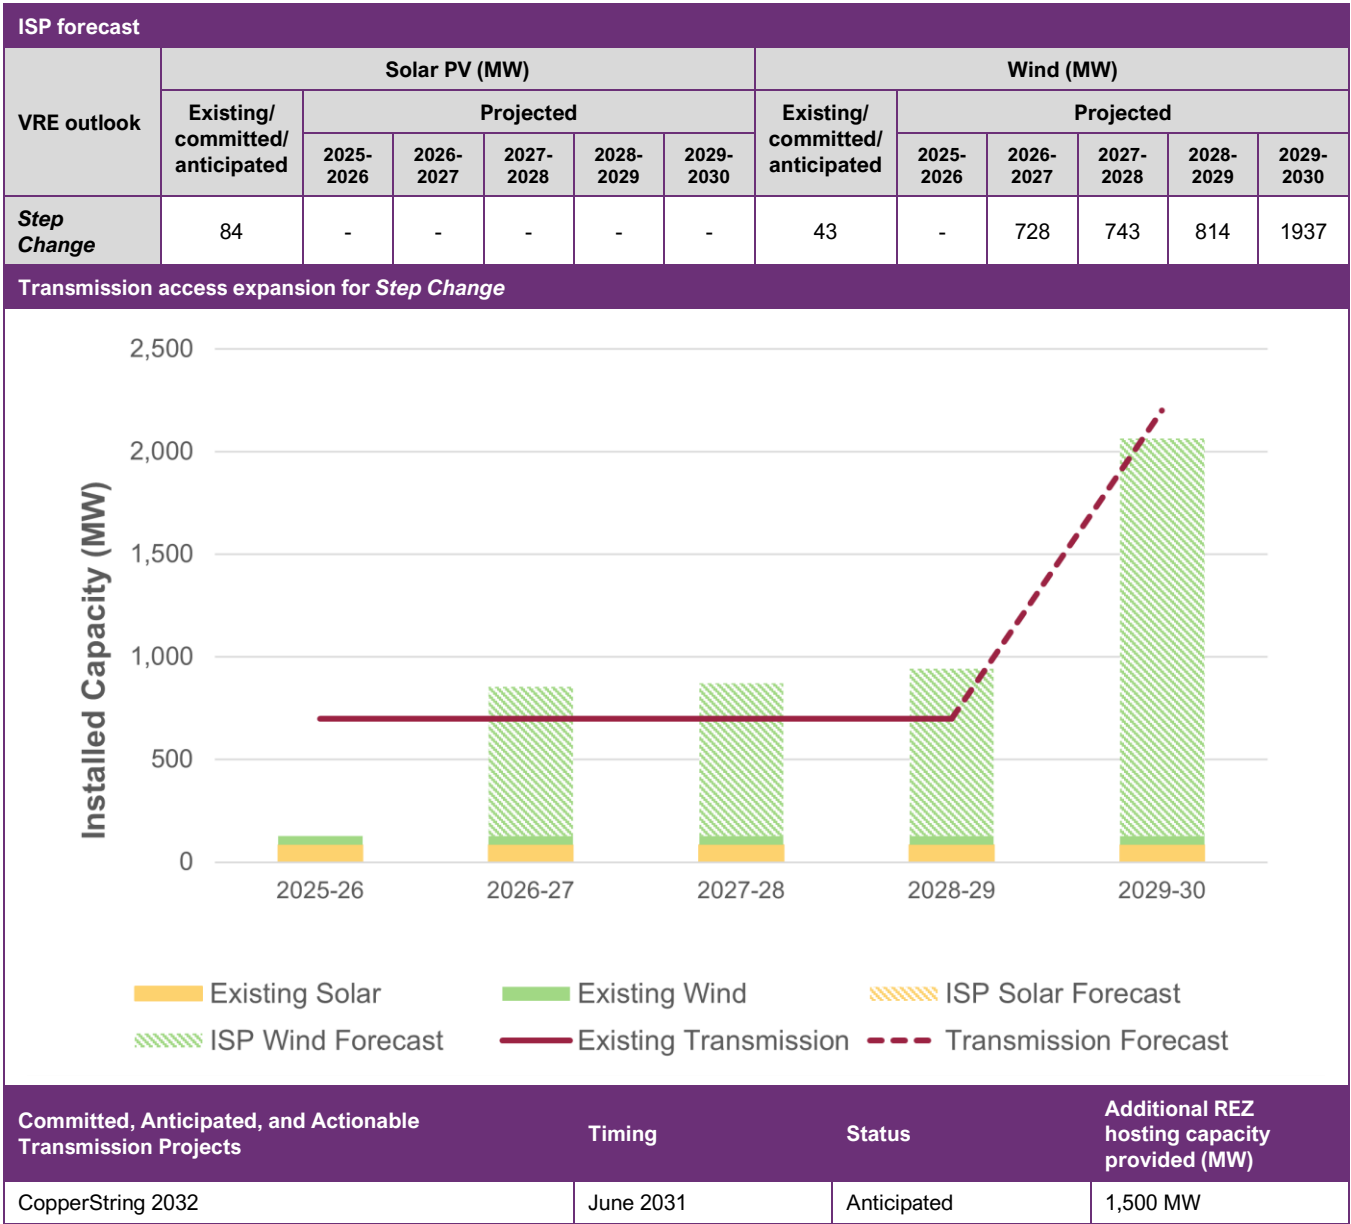 ISP forecast
VRE outlook
Solar PV (MW)
Wind (MW)
Existing/
committed/
anticipated
Projected
Existing/
committed/
anticipated
Projected
2025-
2026
2026-
2027
2027-
2028
2028-
2029
2029-
2030
2025-
2026
2026-
2027
2027-
2028
2028-
2029
2029-
2030
Step
Change
84 - - - - - 43 - 728 743 814 1937
Transmission access expansion for Step Change
Installed Capacity (MW)
2,500
2,000
1,500
1,000
500
0
2025-26 2026-27 2027-28 2028-29 2029-30
Existing Solar Existing Wind ISP Solar Forecast
ISP Wind Forecast Existing Transmission Transmission Forecast
Committed, Anticipated, and Actionable
Transmission Projects
Timing
Status
Additional REZ
hosting capacity
provided (MW)
CopperString 2032 June 2031 Anticipated 1,500 MW